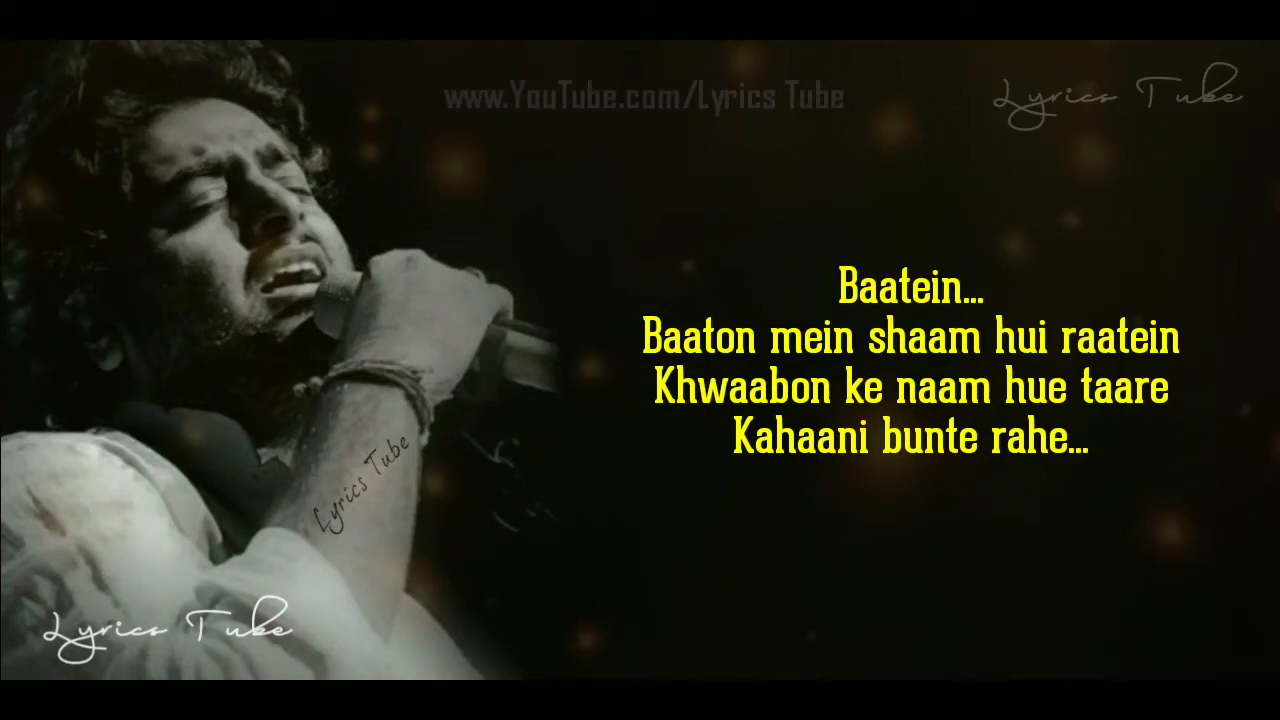 www.YouTube.com/Lyrics Tube
Lyrics Tube
Baatein...
Baaton mein shaam hui raatein
Khwaabon ke naam hue taare
Kahaani bunte rahe...
Lyrics Tube
Lyrics Tube